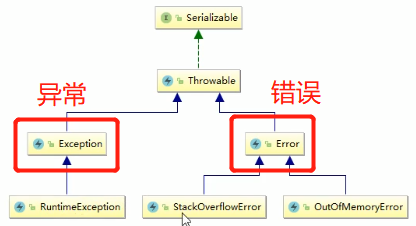 Serializable
Throwable
异常
错误
Exception
Error
RuntimeException
StackOverflowError
OutOfMemoryError